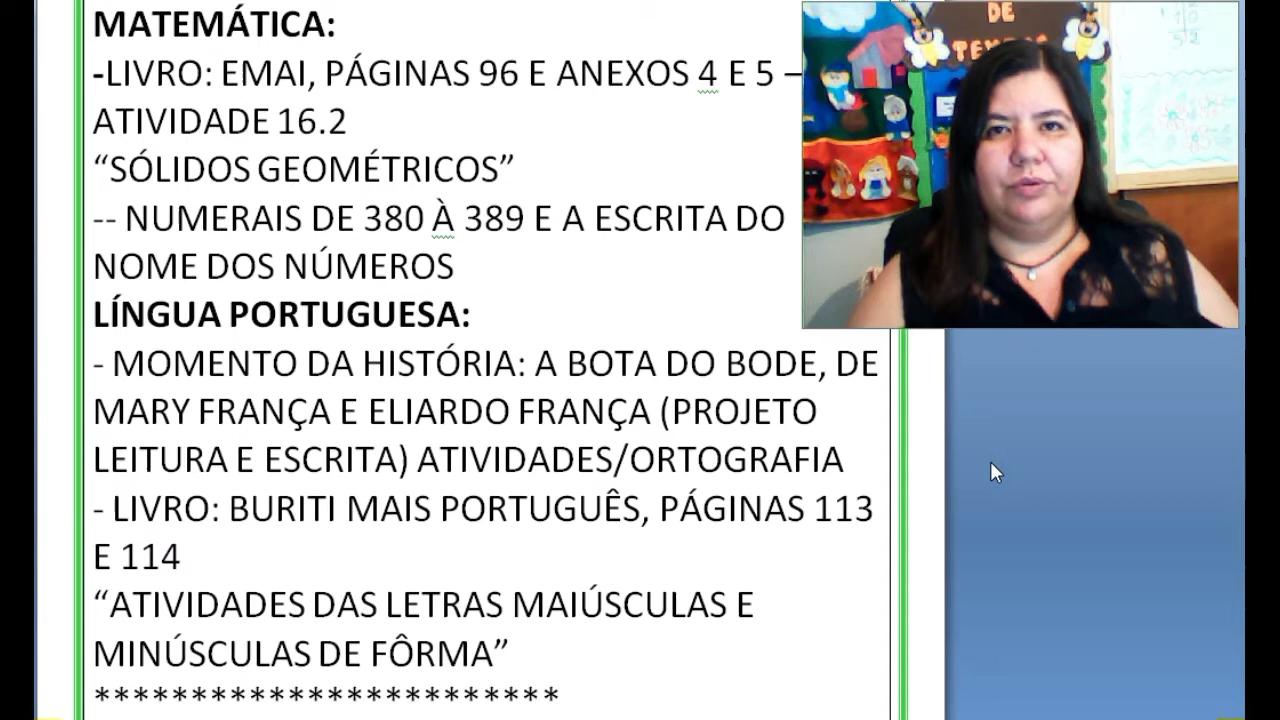 MATEMÁTICA:
-LIVRO: EMAI, PÁGINAS 96 E ANEXOS 4 E 5 –
ATIVIDADE 16.2
“SÓLIDOS GEOMÉTRICOS”
-- NUMERAIS DE 380 À 389 E A ESCRITA DO
NOME DOS NÚMEROS
LÍNGUA PORTUGUESA:
- MOMENTO DA HISTÓRIA: A BOTA DO BODE, DE
MARY FRANÇA E ELIARDO FRANÇA (PROJETO
LEITURA E ESCRITA) ATIVIDADES/ORTOGRAFIA
- LIVRO: BURITI MAIS PORTUGUÊS, PÁGINAS 113
E 114
“ATIVIDADES DAS LETRAS MAIÚSCULAS E
MINÚSCULAS DE FÔRMA”
************************
DE